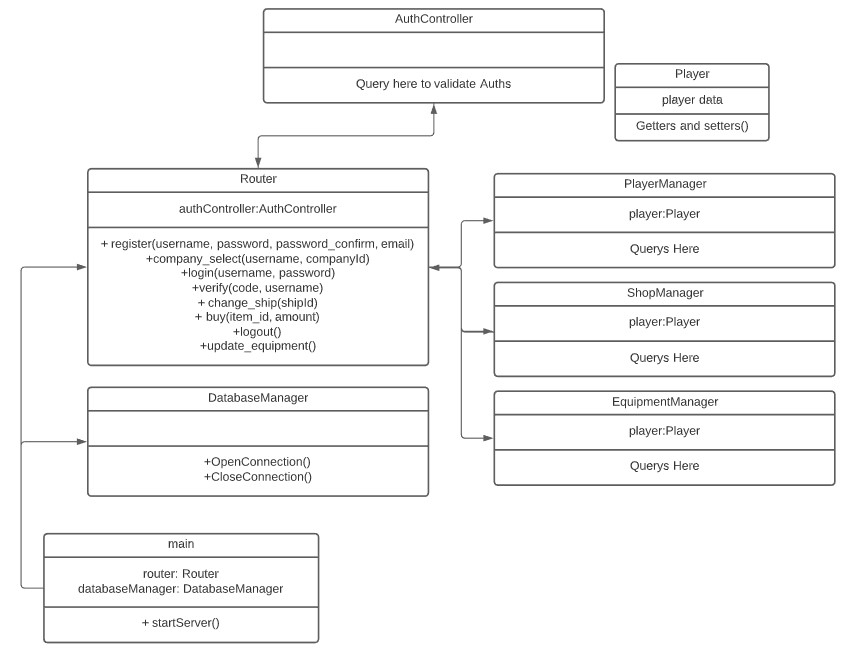 AuthController
Query here to validate Auths
Player
player data
Getters and setters()
Router
authController:AuthController
+ register(username, password, password_confirm, email)
+company_select(username, companyId)
+login(username, password)
+verify(code, username)
+ change_ship(shipId)
+ buy(item_id, amount)
+logout()
+update_equipment()
PlayerManager
player:Player
Querys Here
ShopManager
player:Player
Querys Here
EquipmentManager
player:Player
Querys Here
DatabaseManager
+OpenConnection()
+CloseConnection()
main
router: Router
databaseManager: DatabaseManager
+ startServer()